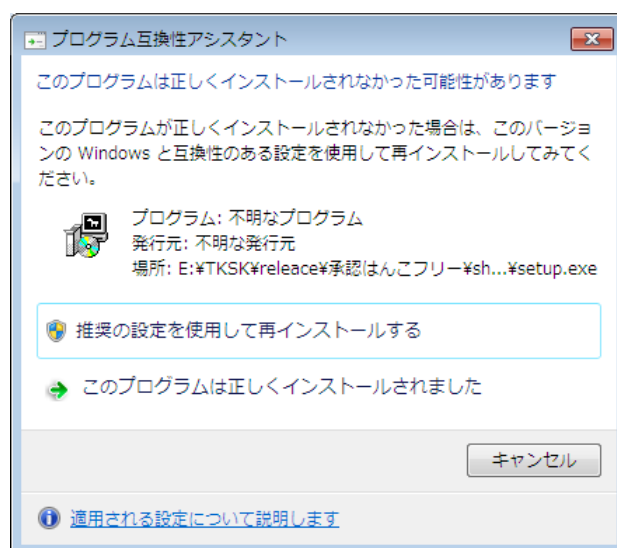 プログラム互換性アシスタント
このプログラムは正しくインストールされなかった可能性があります
このプログラムが正しくインストールされなかった場合は、このバージョ
ンの Windows と互換性のある設定を使用して再インストールしてみてく
ださい。
プログラム: 不明なプログラム
発行元: 不明な発行元
場所: E:¥TKSK¥releace¥承認はんこフリー¥sh...¥setup.exe
推奨の設定を使用して再インストールする
このプログラムは正しくインストールされました
キャンセル
適用される設定について説明します